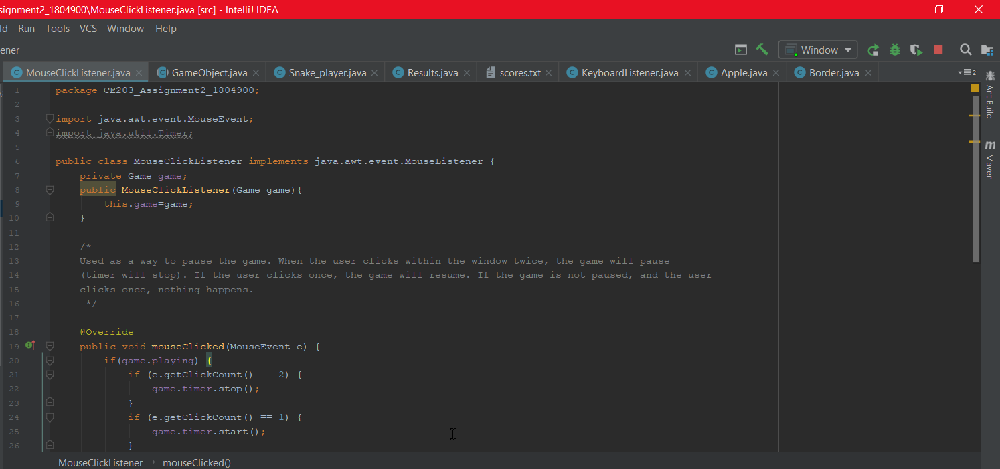 signment2_1804900\MouseClickListener.java [src] - IntelliJ IDEA
ld Run Tools VCS Window Help
ener Window
MouseClickListener.java GameObject.java Snake_player.java Results.java scores.txt KeyboardListener.java Apple.java Border.java 2
1 package CE203_Assignment2_1804900;
2
3 import java.awt.event.MouseEvent;
4 import java.util.Timer;
5
6 public class MouseClickListener implements java.awt.event.MouseListener {
7 private Game game;
8 public MouseClickListener(Game game){
9 this.game=game;
10 }
11
12 /*
13 Used as a way to pause the game. When the user clicks within the window twice, the game will pause
14 (timer will stop). If the user clicks once, the game will resume. If the game is not paused, and the user
15 clicks once, nothing happens.
16 */
17
18 @Override
19 public void mouseClicked(MouseEvent e) {
20 if(game.playing) {
21 if (e.getClickCount() == 2) {
22 game.timer.stop();
23 }
24 if (e.getClickCount() == 1) {
25 game.timer.start();
26 }
MouseClickListener › mouseClicked()
Ant Build
m Maven